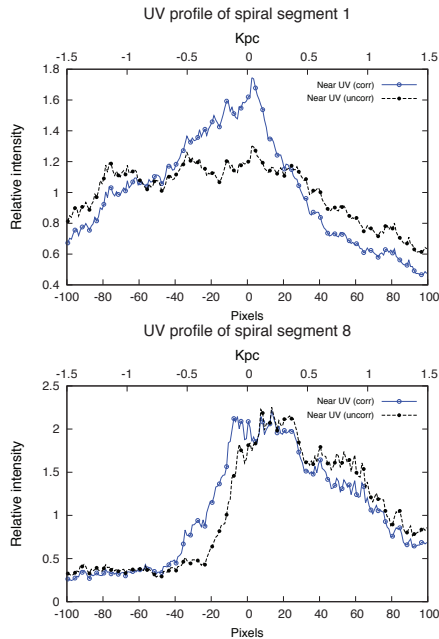 UV profile of spiral segment 1
Kpc
-1.5 -1 -0.5 0 0.5 1 1.5
1.8
1.6
1.4
1.2
1
0.8
0.6
0.4
Relative intensity
Near UV (corr)
Near UV (uncorr)
-100 -80 -60 -40 -20 0 20 40 60 80 100
Pixels
UV profile of spiral segment 8
Kpc
-1.5 -1 -0.5 0 0.5 1 1.5
2.5
2
1.5
1
0.5
0
Relative intensity
Near UV (corr)
Near UV (uncorr)
-100 -80 -60 -40 -20 0 20 40 60 80 100
Pixels